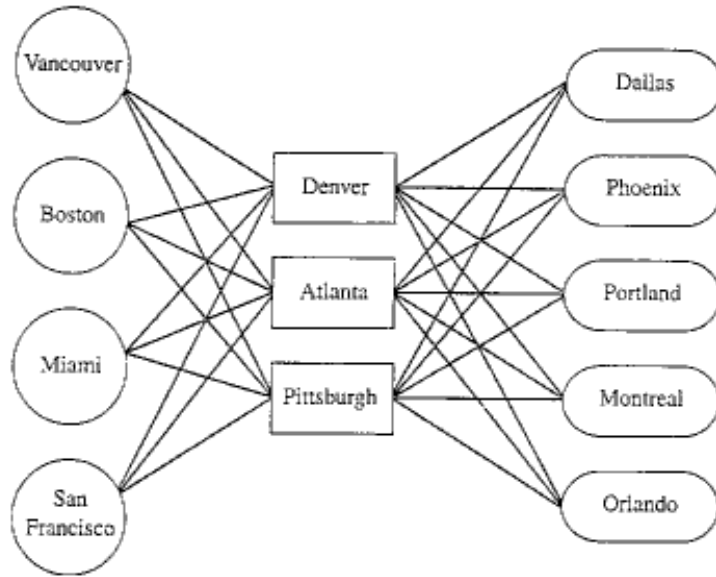 Vancouver
Boston
Miami
San
Francisco
Denver
Atlanta
Pittsburgh
Dallas
Phoenix
Portland
Montreal
Orlando